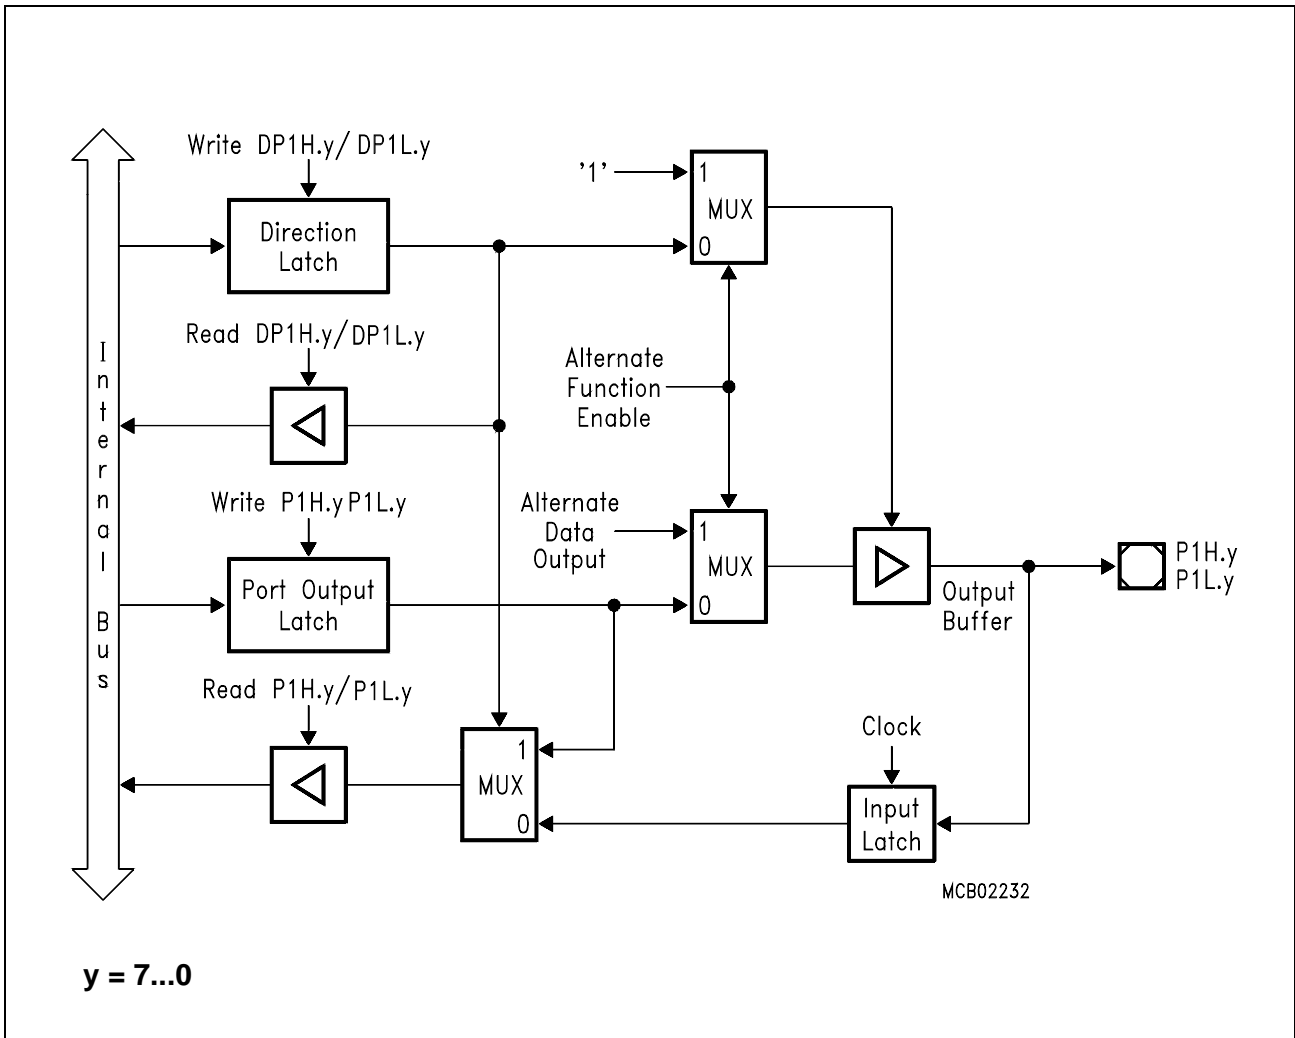 Write DP1H.y/ DP1L.y
'1'
1
MUX
0
Direction
Latch
Read DP1H.y/DP1L.y
Internal Bus
Alternate
Function
Enable
Write P1H.y P1L.y
Alternate
Data
Output
1
MUX
0
Port Output
Latch
Output
Buffer
P1H.y
P1L.y
Read P1H.y/P1L.y
1
MUX
0
Clock
Input
Latch
MCB02232
y = 7...0